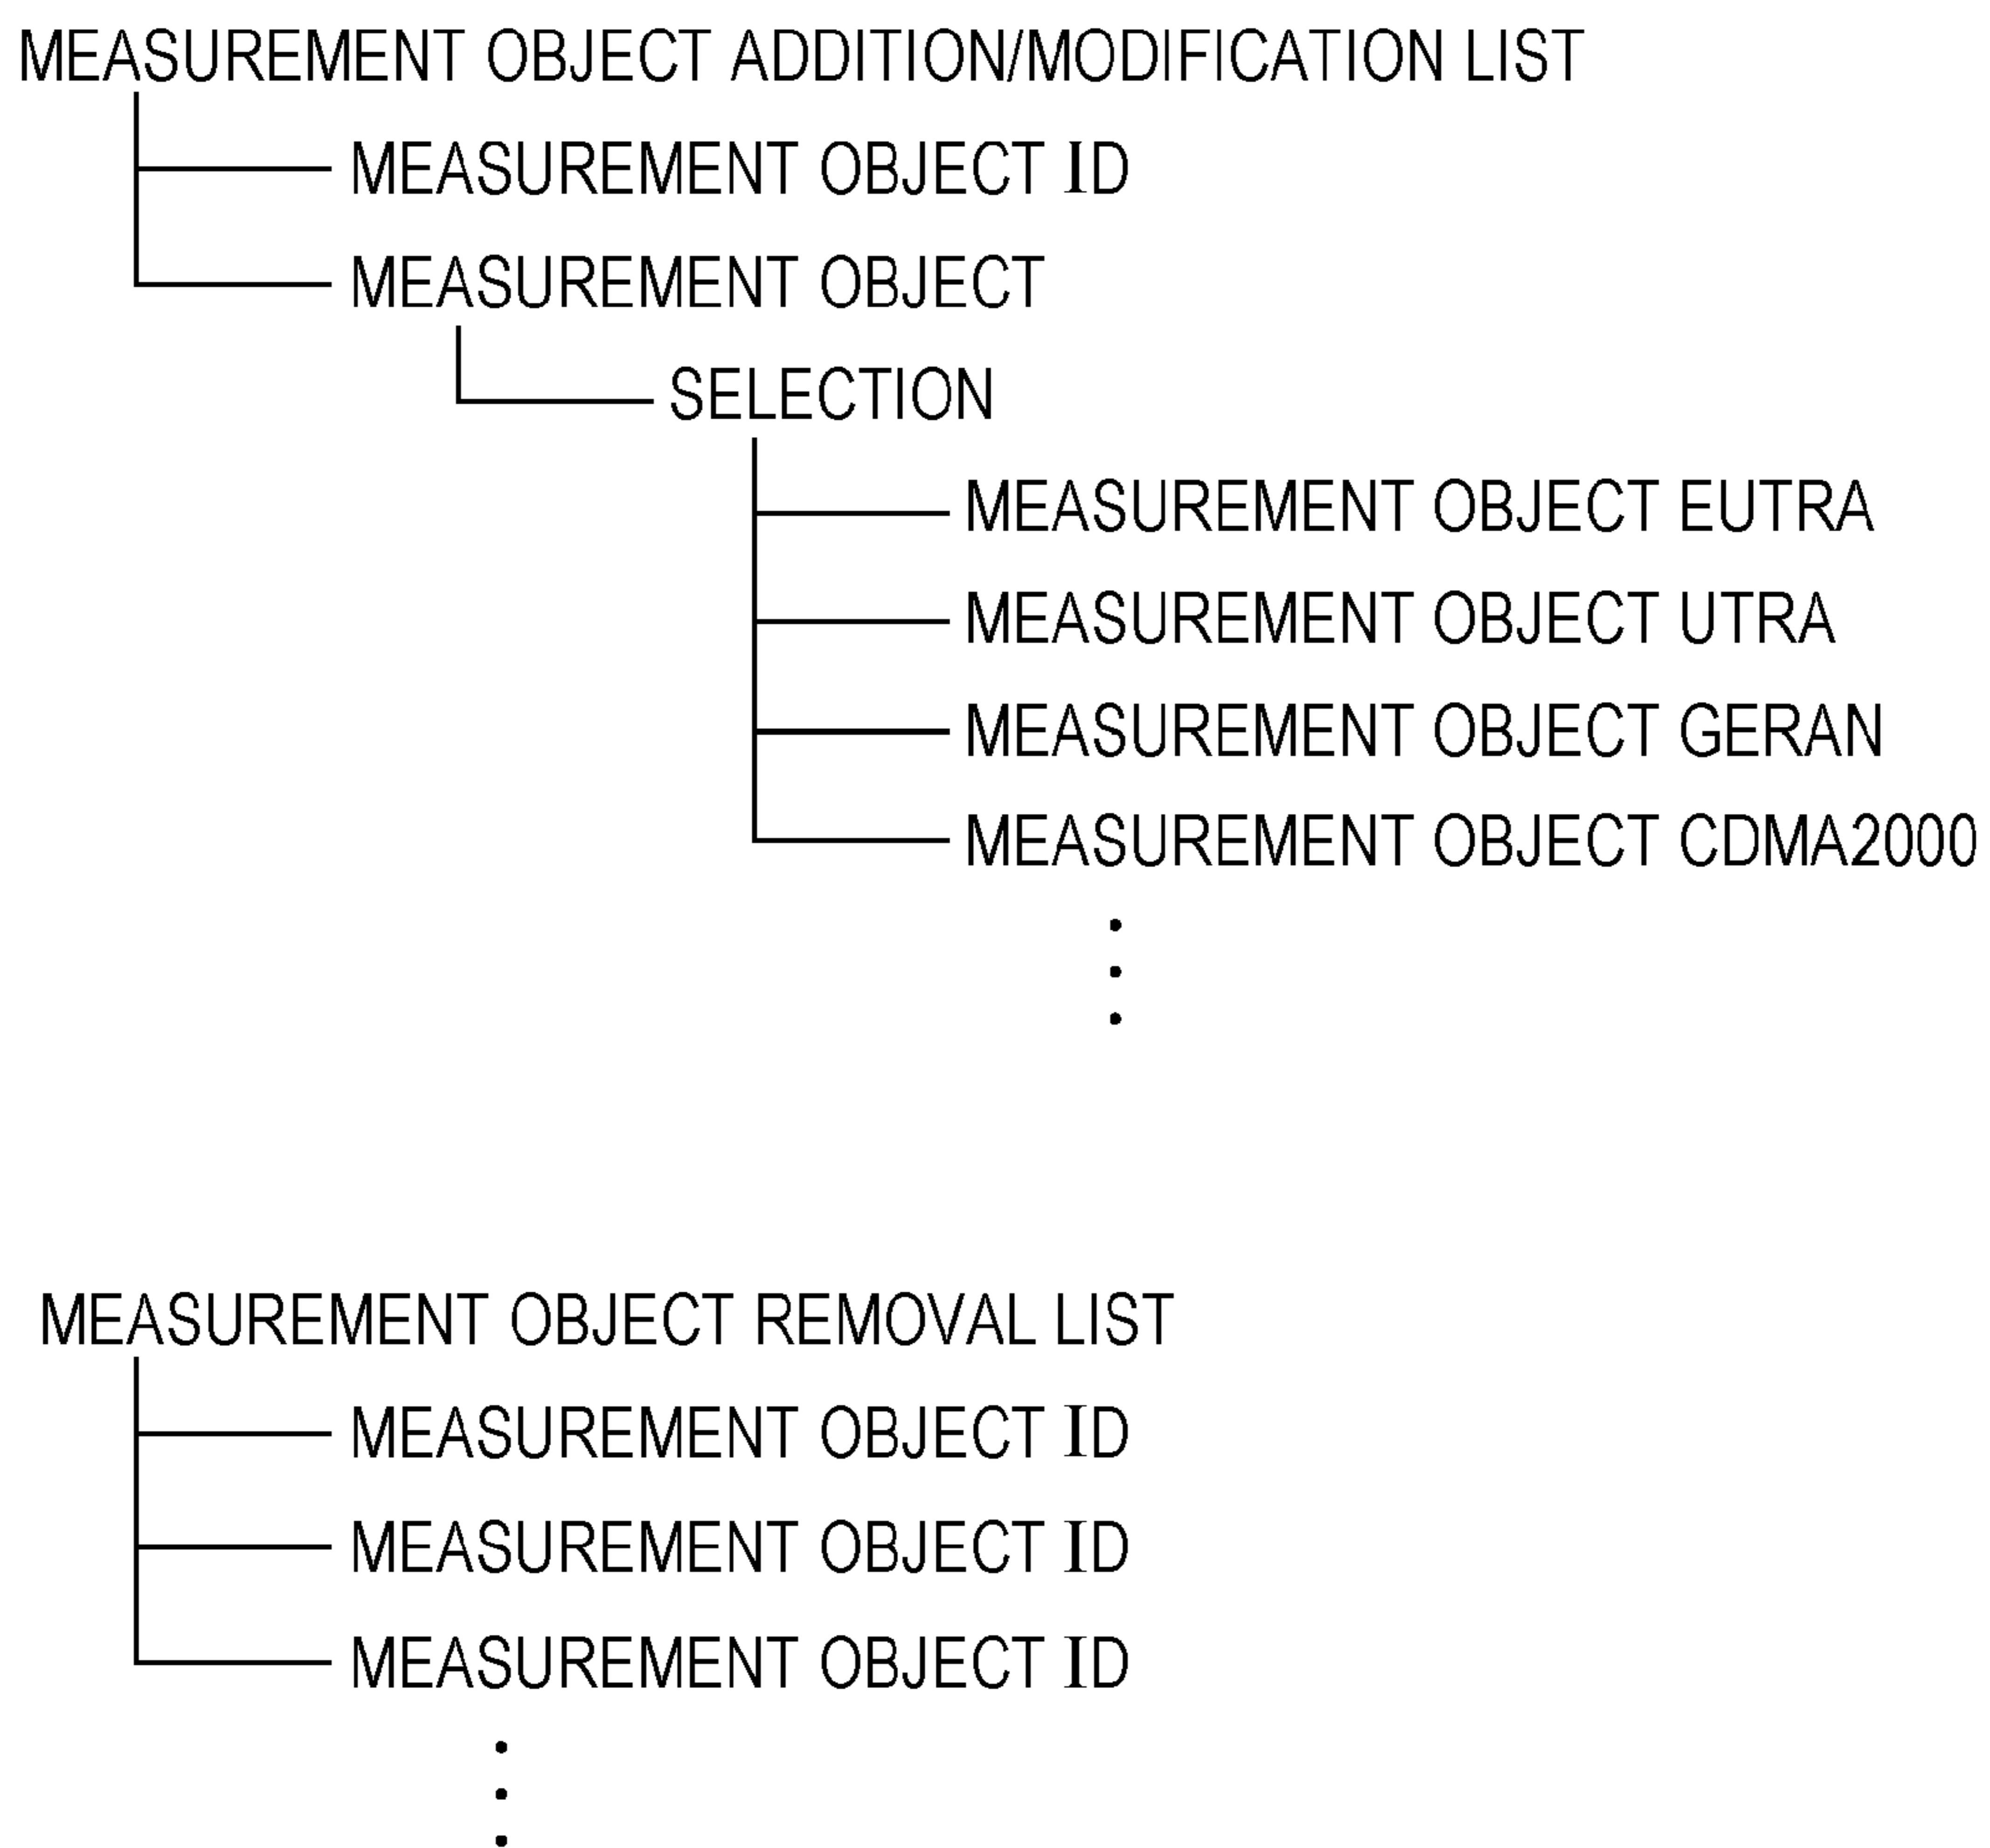 MEASUREMENT OBJECT ADDITION/MODIFICATION LIST
MEASUREMENT OBJECT ID
MEASUREMENT OBJECT
SELECTION
MEASUREMENT OBJECT EUTRA
MEASUREMENT OBJECT UTRA
MEASUREMENT OBJECT GERAN
MEASUREMENT OBJECT CDMA2000
MEASUREMENT OBJECT REMOVAL LIST
MEASUREMENT OBJECT ID
MEASUREMENT OBJECT ID
MEASUREMENT OBJECT ID